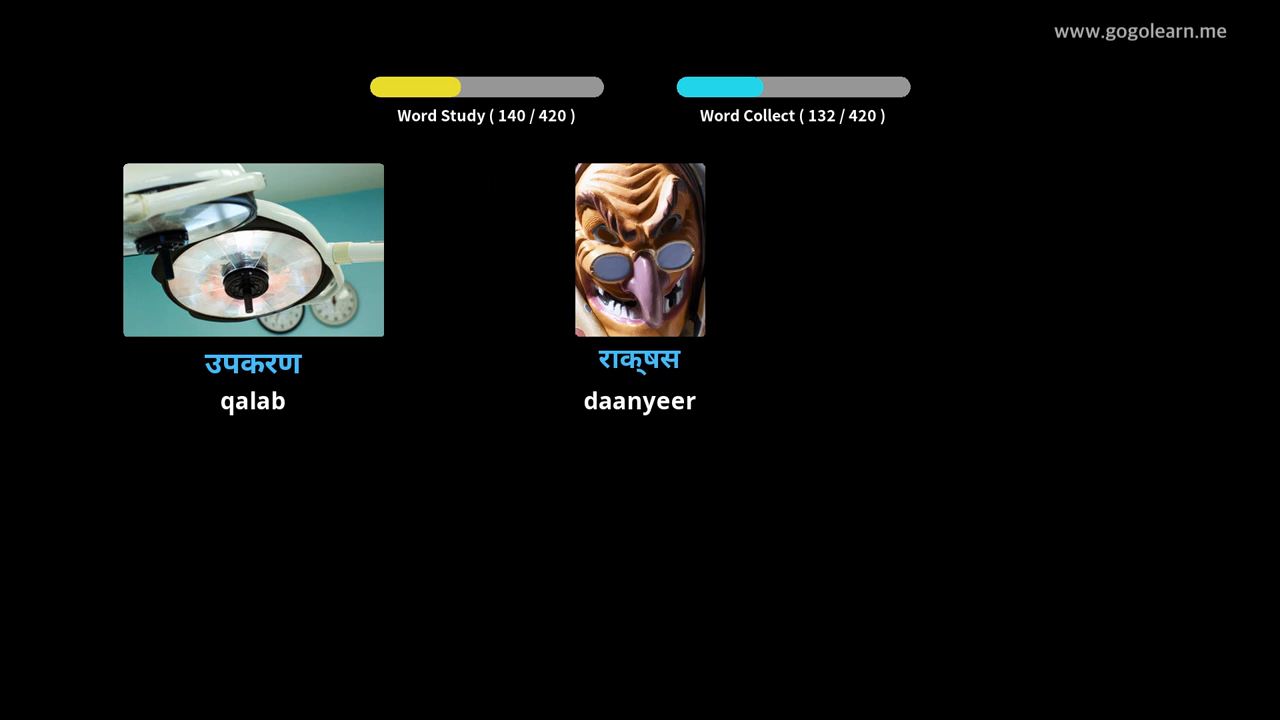 www.gogolearn.me
Word Study ( 140 / 420 )
Word Collect ( 132 / 420 )
उपकरण
qalab
राक्षस
daanyeer